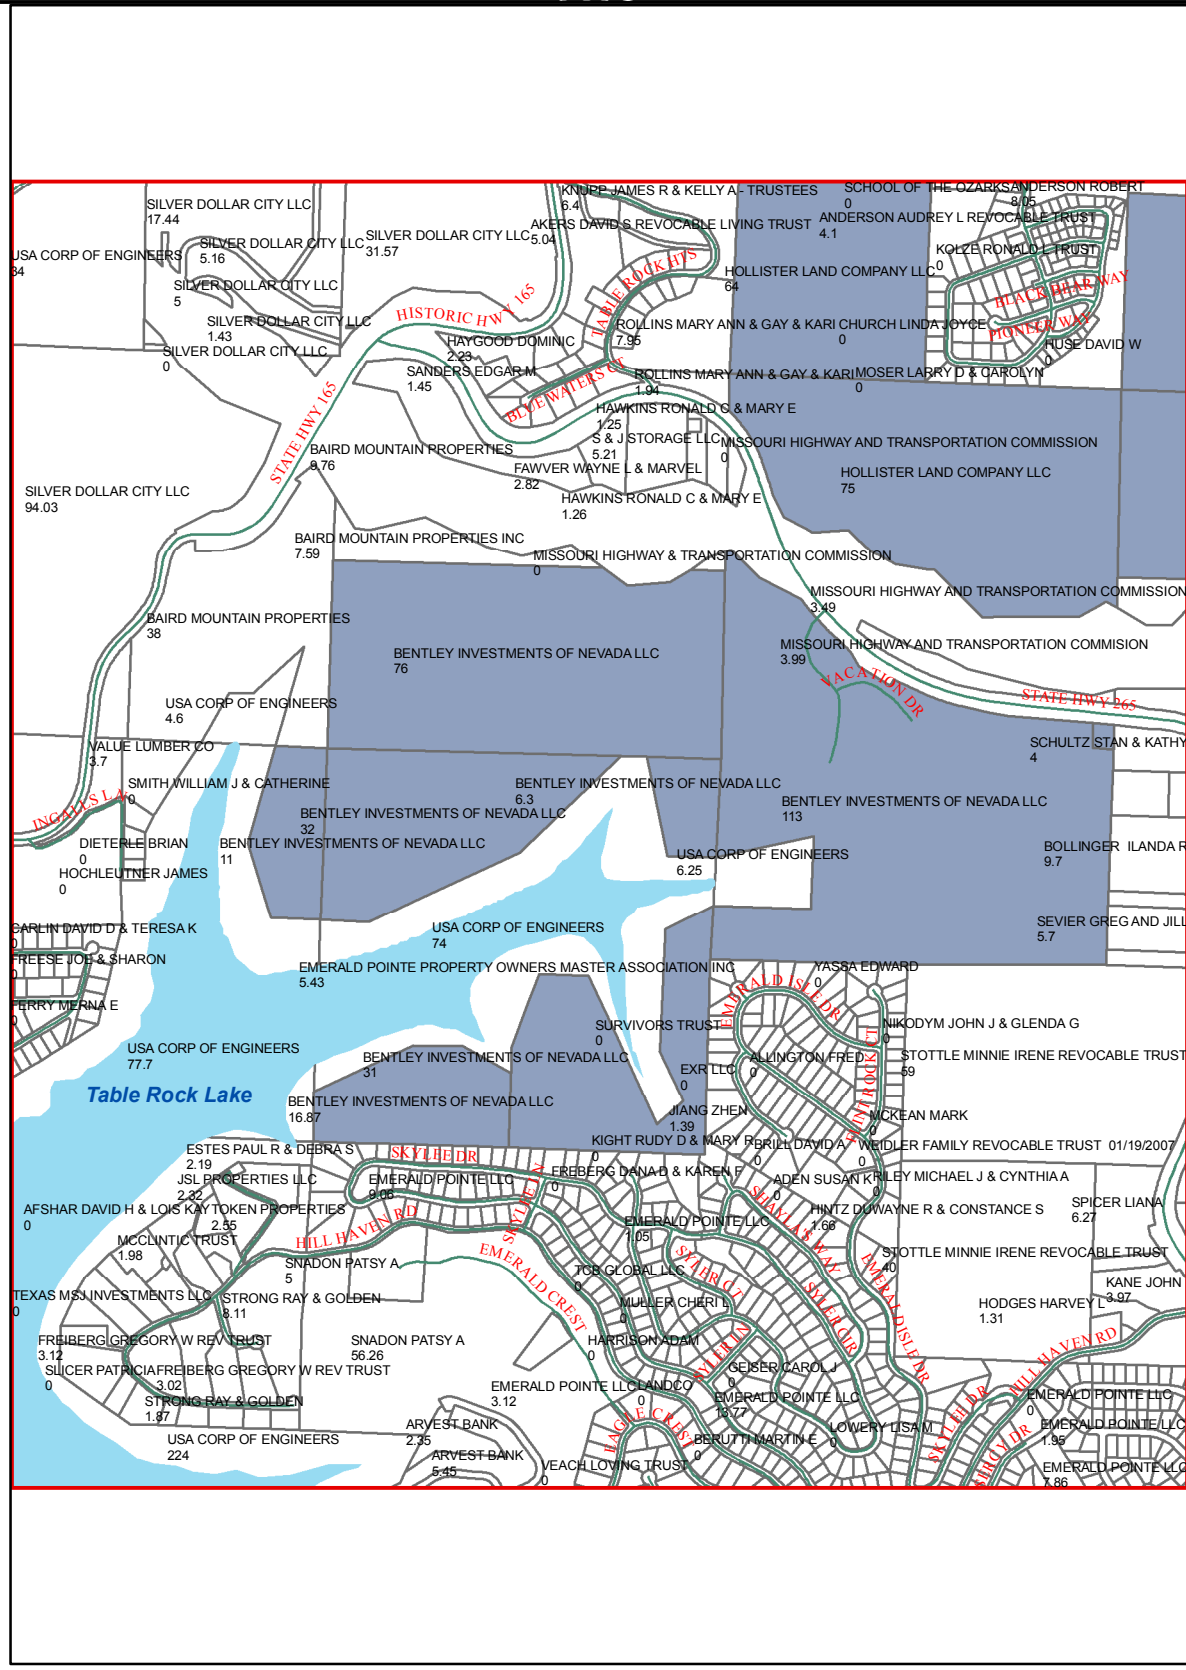 KNUPP JAMES R & KELLY A - TRUSTEES
6.4
SCHOOL OF THE OZARKS
0
ANDERSON ROBERT
8.05
SILVER DOLLAR CITY LLC
17.44
AKERS DAVID S REVOCABLE LIVING TRUST
5.04
ANDERSON AUDREY L REVOCABLE TRUST
4.1
SILVER DOLLAR CITY LLC
5.16
SILVER DOLLAR CITY LLC
31.57
USA CORP OF ENGINEERS
34
KOLZE RONALD L TRUST
0
TABLE ROCK HTS
HOLLISTER LAND COMPANY LLC
64
SILVER DOLLAR CITY LLC
5
BLACK BEAR WAY
HISTORIC HWY 165
SILVER DOLLAR CITY LLC
1.43
ROLLINS MARY ANN & GAY & KARI
7.95
CHURCH LINDA JOYCE
0
PIONEER WAY
HAYGOOD DOMINIC
2.23
HUSE DAVID W
0
SILVER DOLLAR CITY LLC
0
SANDERS EDGAR M
1.45
ROLLINS MARY ANN & GAY & KARI
1.94
MOSER LARRY D & CAROLYN
0
BLUE WATERS CT
STATE HWY 165
HAWKINS RONALD C & MARY E
1.25
S & J STORAGE LLC
5.21
MISSOURI HIGHWAY AND TRANSPORTATION COMMISSION
0
BAIRD MOUNTAIN PROPERTIES
9.76
FAWVER WAYNE L & MARVEL
2.82
HOLLISTER LAND COMPANY LLC
75
SILVER DOLLAR CITY LLC
94.03
HAWKINS RONALD C & MARY E
1.26
BAIRD MOUNTAIN PROPERTIES INC
7.59
MISSOURI HIGHWAY & TRANSPORTATION COMMISSION
0
MISSOURI HIGHWAY AND TRANSPORTATION COMMISSION
3.49
BAIRD MOUNTAIN PROPERTIES
38
MISSOURI HIGHWAY AND TRANSPORTATION COMMISION
3.99
BENTLEY INVESTMENTS OF NEVADA LLC
76
VACATION DR
STATE HWY 265
USA CORP OF ENGINEERS
4.6
VALUE LUMBER CO
3.7
SCHULTZ STAN & KATHY
4
SMITH WILLIAM J & CATHERINE
0
BENTLEY INVESTMENTS OF NEVADA LLC
6.3
INGALLS LN
BENTLEY INVESTMENTS OF NEVADA LLC
32
BENTLEY INVESTMENTS OF NEVADA LLC
113
DIETERLE BRIAN
0
BENTLEY INVESTMENTS OF NEVADA LLC
11
USA CORP OF ENGINEERS
6.25
BOLLINGER ILANDA R
9.7
HOCHLEUTNER JAMES
0
CARLIN DAVID D & TERESA K
0
USA CORP OF ENGINEERS
74
SEVIER GREG AND JILL
5.7
FREESE JOE & SHARON
0
EMERALD POINTE PROPERTY OWNERS MASTER ASSOCIATION INC
5.43
YASSA EDWARD
0
EMERALD ISLE DR
FERRY MERNA E
0
SURVIVORS TRUST
0
NIKODYM JOHN J & GLENDA G
0
USA CORP OF ENGINEERS
77.7
BENTLEY INVESTMENTS OF NEVADA LLC
31
EXR LLC
0
ALLINGTON FRED
0
STOTTLE MINNIE IRENE REVOCABLE TRUST
59
FLINTROCK CT
Table Rock Lake
BENTLEY INVESTMENTS OF NEVADA LLC
16.87
JIANG ZHEN
1.39
MCKEAN MARK
0
ESTES PAUL R & DEBRA S
2.19
SKYLEE DR
KIGHT RUDY D & MARY R
0
BRILL DAVID A
0
WEIDLER FAMILY REVOCABLE TRUST 01/19/2007
0
JSL PROPERTIES LLC
2.32
EMERALD POINTE LLC
9.06
SKYLEE LN
FREBERG DANA D & KAREN F
0
ADEN SUSAN K
0
RILEY MICHAEL J & CYNTHIA A
0
AFSHAR DAVID H & LOIS KAY
0
TOKEN PROPERTIES
2.55
SHAYLA'S WAY
HINTZ DUWAYNE R & CONSTANCE S
1.66
SPICER LIANA
6.27
MCCLINTIC TRUST
1.98
HILL HAVEN RD
EMERALD POINTE LLC
1.05
SNADON PATSY A
5
EMERALD CREST
TCB GLOBAL LLC
0
SYLER CT
STOTTLE MINNIE IRENE REVOCABLE TRUST
40
EMERALD ISLE DR
KANE JOHN
3.97
TEXAS MSJ INVESTMENTS LLC
0
STRONG RAY & GOLDEN
8.11
MULLER CHERI L
0
SYLER CIR
HODGES HARVEY L
1.31
FREIBERG GREGORY W REV TRUST
3.12
SNADON PATSY A
56.26
HARRISON ADAM
0
SYLER LN
HILL HAVEN RD
SLICER PATRICIA
0
FREIBERG GREGORY W REV TRUST
3.02
GEISER CAROL J
0
EMERALD POINTE LLC
3.12
LANDCO
0
EMERALD POINTE LLC
13.77
SKYLEE DR
EMERALD POINTE LLC
0
STRONG RAY & GOLDEN
1.87
ARVEST BANK
2.35
EAGLE CREST
BERUTTI MARTIN E
0
LOWERY LISA M
0
SERCY DR
EMERALD POINTE LLC
1.95
USA CORP OF ENGINEERS
224
ARVEST BANK
5.45
VEACH LOVING TRUST
0
EMERALD POINTE LLC
7.86